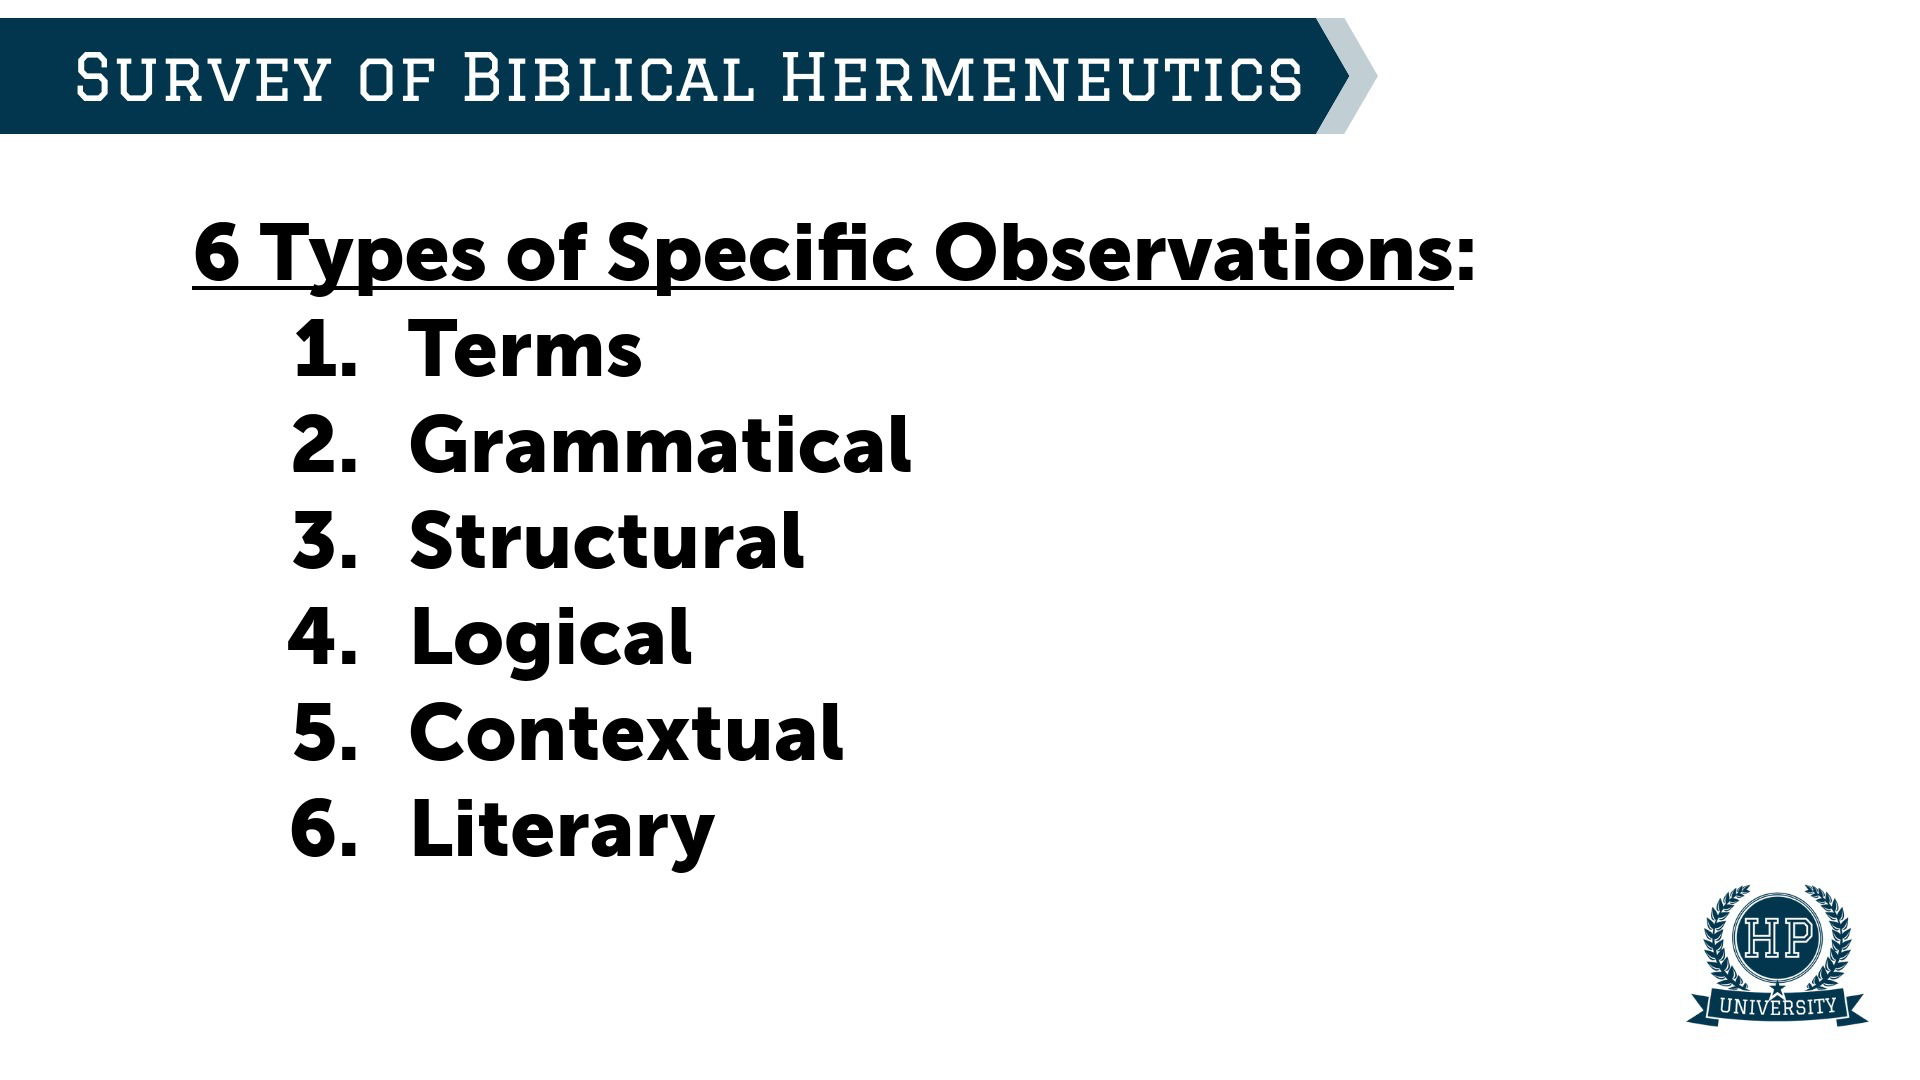 Survey of Biblical Hermeneutics
6 Types of Specific Observations:
1. Terms
2. Grammatical
3. Structural
4. Logical
5. Contextual
6. Literary
HP
UNIVERSITY